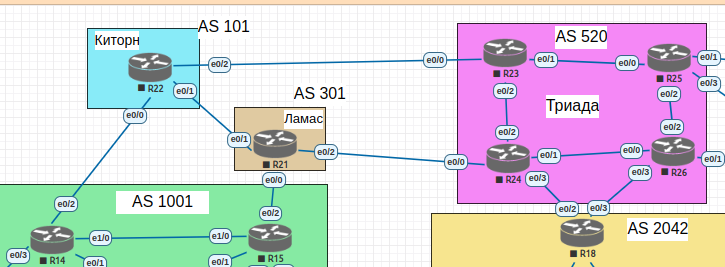 AS 101
Киторн
R22
e0/2
e0/1
e0/0
AS 301
Ламас
e0/1
R21
e0/2
e0/0
AS 520
e0/0
R23
e0/1
e0/0
R25
e0/1
e0/3
e0/2
Триада
e0/2
e0/2
e0/2
e0/0
R24
e0/1
e0/0
R26
e0/1
e0/3
e0/3
AS 1001
e0/2
R14
e1/0
e0/3
e0/1
e0/2
e1/0
R15
e0/1
AS 2042
e0/2
e0/3
R18